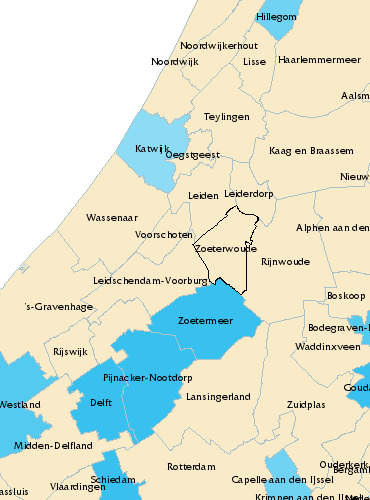 Hillegom
Noordwijkerhout
Noordwijk
Lisse
Haarlemmermeer
Aalsm
Teylingen
Katwijk
Oegstgeest
Kaag en Braassem
Nieuw
Leiden
Leiderdorp
Wassenaar
Voorschoten
Alphen aan den
Zoeterwoude
Rijnwoude
Leidschendam-Voorburg
's-Gravenhage
Boskoop
Zoetermeer
Bodegraven-
Rijswijk
Waddinxveen
Pijnacker-Nootdorp
Goud
Westland
Delft
Lansingerland
Zuidplas
Midden-Delfland
Rotterdam
Ouderkerk
Bergam
Schiedam
Capelle aan den IJssel
assluis
Vlaardingen
Krimpen aan den IJ